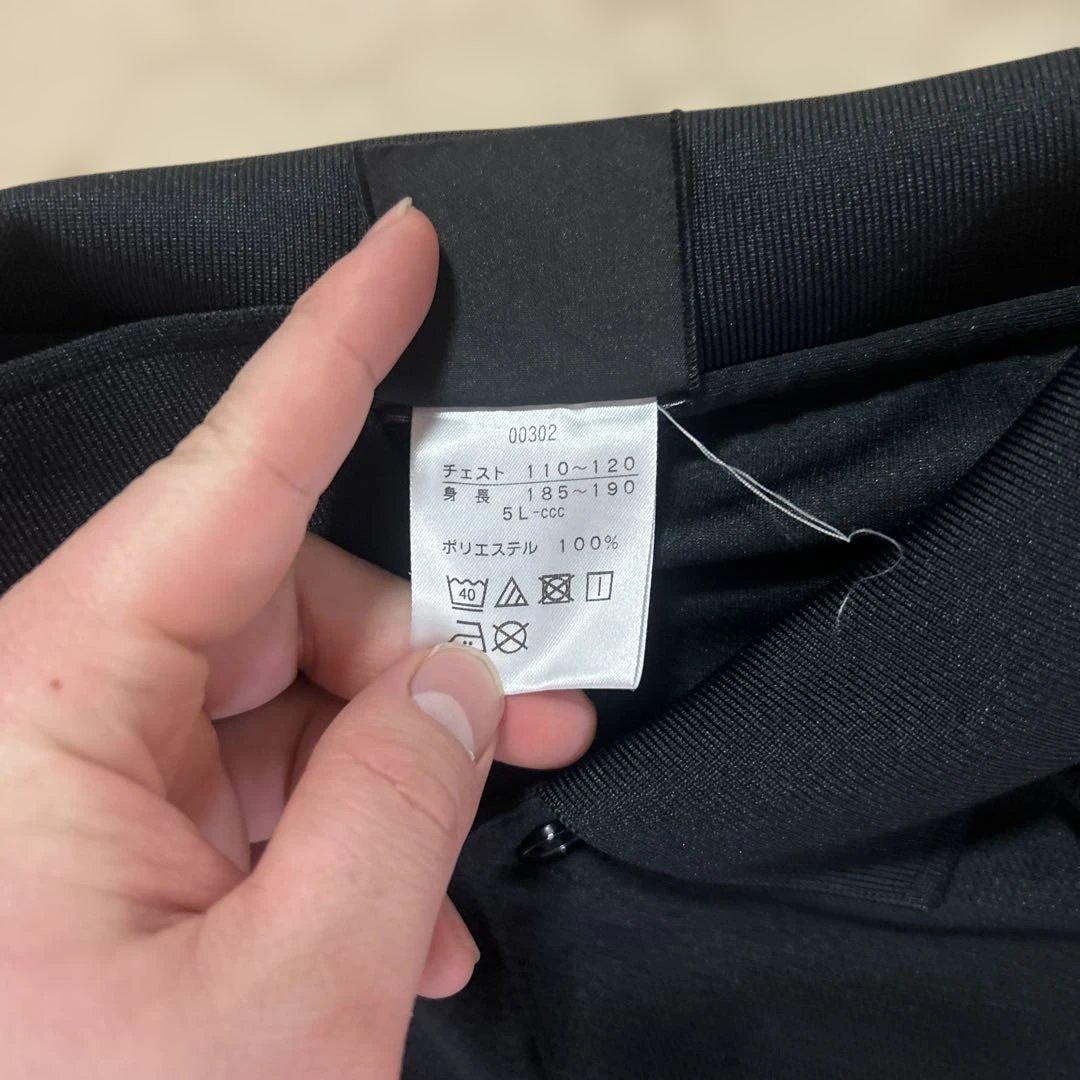 00302
チェスト 110～120
身長 185～190
5L-ccc
ポリエステル 100%
40